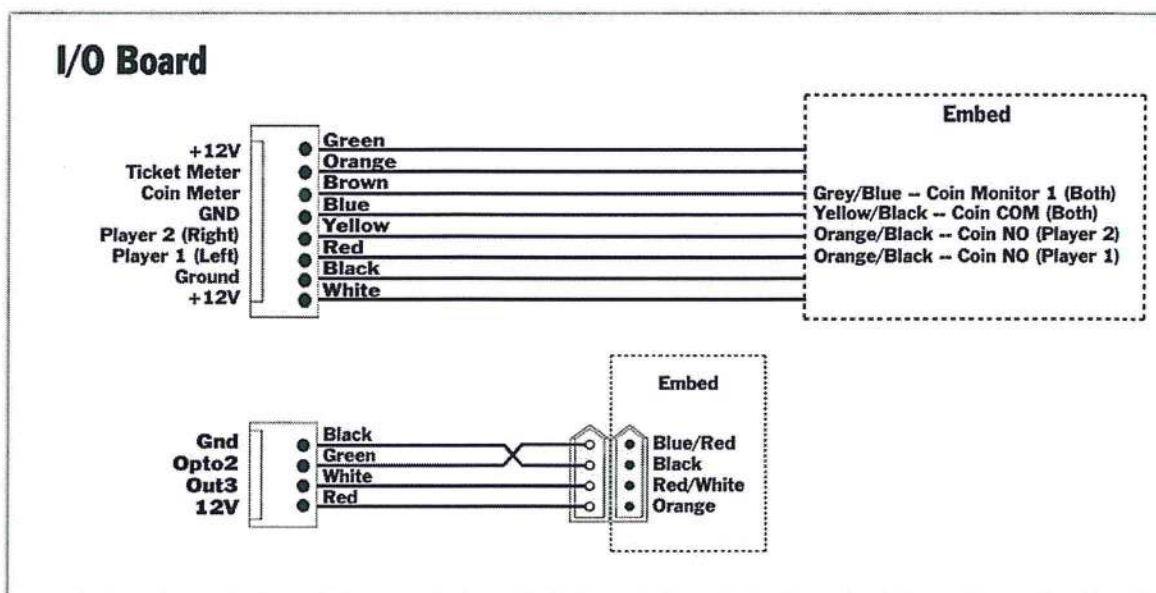 I/O Board
Embed
+12V Green
Ticket Meter Orange
Coin Meter Brown Grey/Blue -- Coin Monitor 1 (Both)
GND Blue Yellow/Black -- Coin COM (Both)
Player 2 (Right) Yellow Orange/Black -- Coin NO (Player 2)
Player 1 (Left) Red Orange/Black -- Coin NO (Player 1)
Ground Black
+12V White
Embed
Gnd Black Blue/Red
Opto2 Green Black
Out3 White Red/White
12V Red Orange